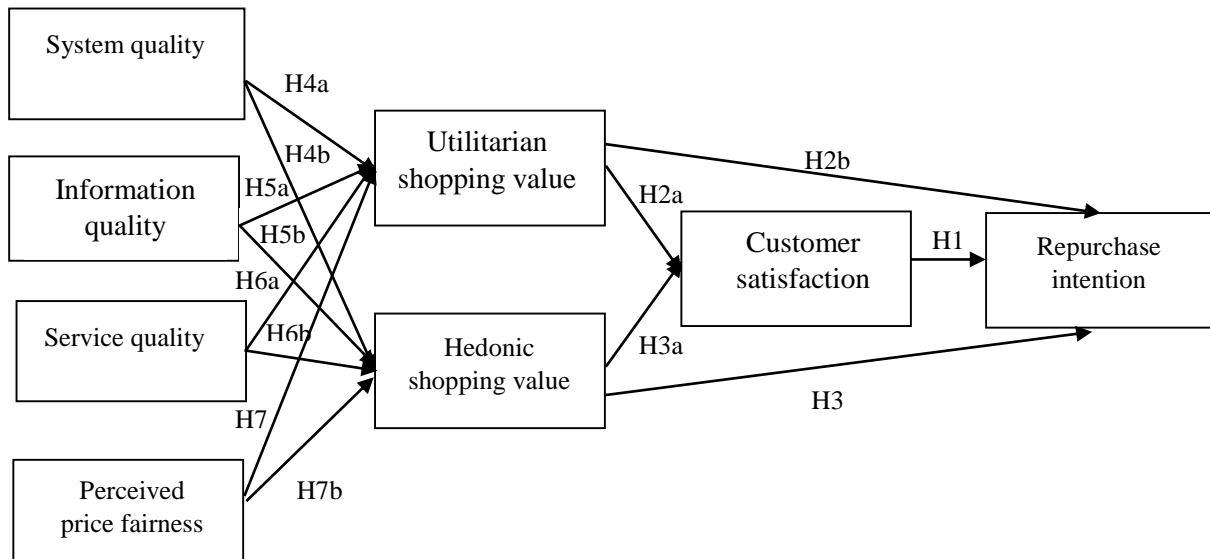 System quality
H4a
Utilitarian
shopping value
H4b
H2b
Information
quality
H5a
H2a
H5b
Customer
satisfaction
H1
Repurchase
intention
H6a
Service quality
H6b
Hedonic
shopping value
H3a
H3
H7
Perceived
price fairness
H7b